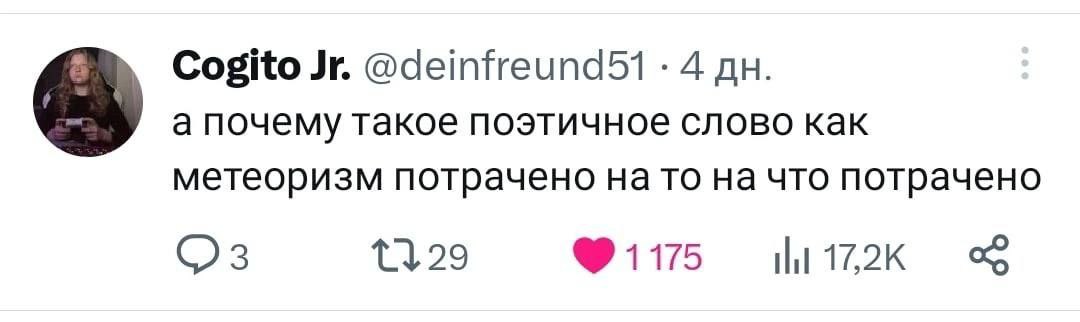 Cogito Jr. @deinfreund51 · 4 дн.
а почему такое поэтичное слово как
метеоризм потрачено на то на что потрачено
3 29 1 175 17,2K